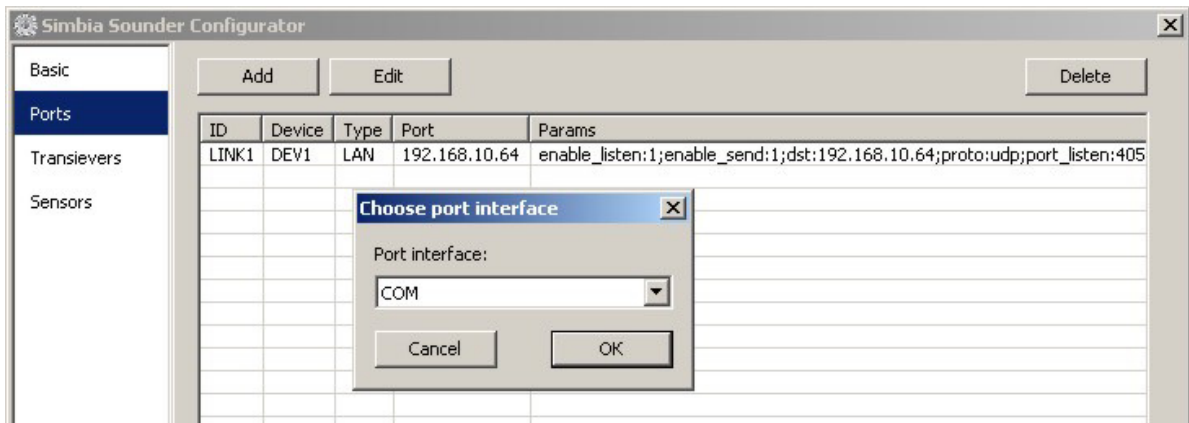 Simbia Sounder Configurator
Basic
Ports
Transievers
Sensors
Add Edit Delete
ID Device Type Port Params
LINK1 DEV1 LAN 192.168.10.64 enable_listen:1;enable_send:1;dst:192.168.10.64;proto:udp;port_listen:405
Choose port interface
Port interface:
COM
Cancel OK